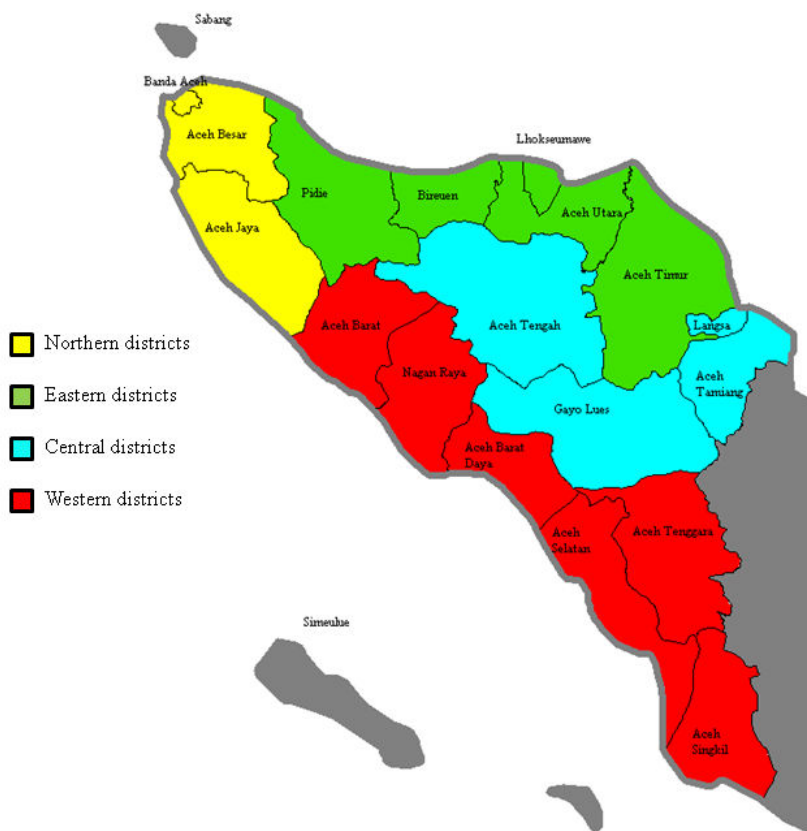 Sabang
Banda Aceh
Aceh Besar
Lhokseumawe
Pidie
Bireuen
Aceh Utara
Aceh Jaya
Aceh Timur
Aceh Barat
Aceh Tengah
Langsa
Northern districts
Nagan Raya
Aceh
Tamiang
Eastern districts
Gayo Lues
Central districts
Aceh Barat
Daya
Western districts
Aceh
Selatan
Aceh Tenggara
Simeulue
Aceh
Singkil